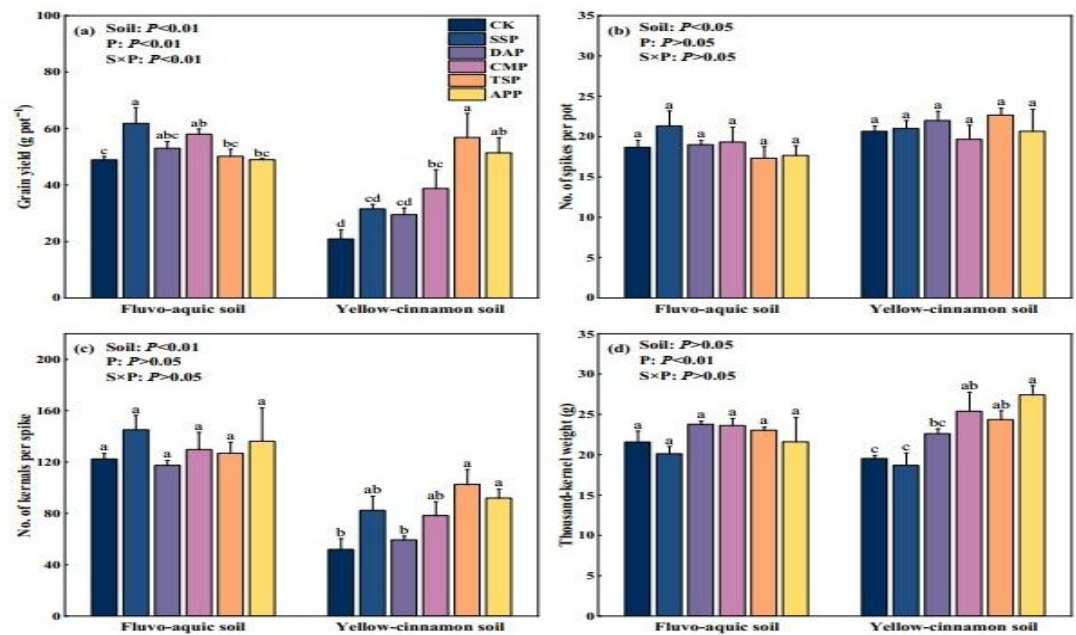 (a) Soil: P<0.01
P: P<0.01
S×P: P<0.01
CK
SSP
DAP
CMP
TSP
APP
Grain yield (g pot⁻¹)
100
80
60
40
20
0
c a abc ab bc bc
d cd cd bc a ab
Fluvo-aquic soil Yellow-cinnamon soil
(b) Soil: P<0.05
P: P>0.05
S×P: P>0.05
No. of spikes per pot
35
30
25
20
15
10
5
0
a a a a a a
a a a a a a
Fluvo-aquic soil Yellow-cinnamon soil
(c) Soil: P<0.01
P: P>0.05
S×P: P>0.05
No. of kernals per spike
200
160
120
80
40
0
a a a a a a
b ab b ab a a
Fluvo-aquic soil Yellow-cinnamon soil
(d) Soil: P>0.05
P: P<0.01
S×P: P>0.05
Thousand-kernel weight (g)
35
30
25
20
15
10
5
0
a a a a a a
c c bc ab ab a
Fluvo-aquic soil Yellow-cinnamon soil